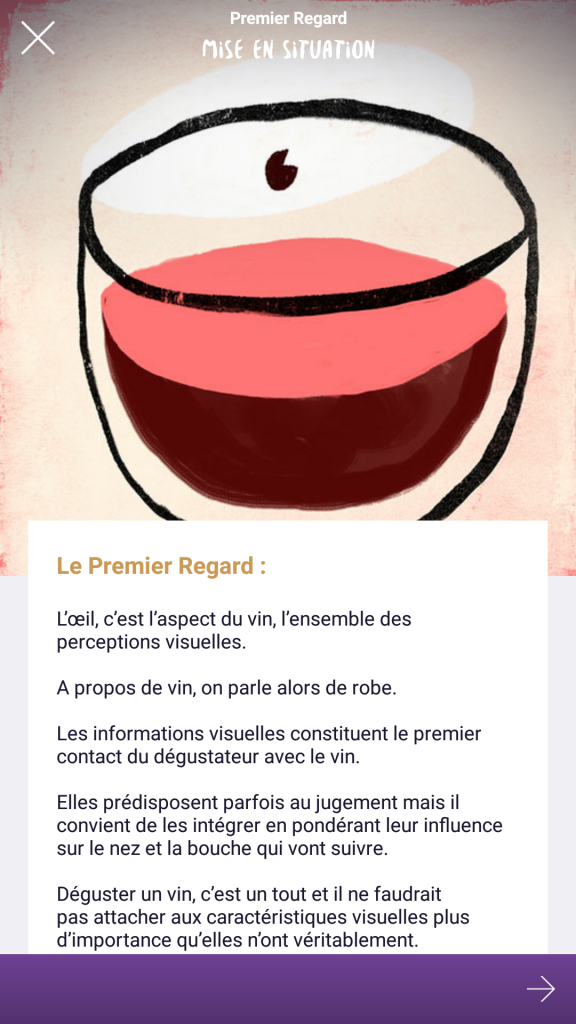 Premier Regard
MiSE EN SiTUATiON
Le Premier Regard :
L’œil, c’est l’aspect du vin, l’ensemble des
perceptions visuelles.
A propos de vin, on parle alors de robe.
Les informations visuelles constituent le premier
contact du dégustateur avec le vin.
Elles prédisposent parfois au jugement mais il
convient de les intégrer en pondérant leur influence
sur le nez et la bouche qui vont suivre.
Déguster un vin, c’est un tout et il ne faudrait
pas attacher aux caractéristiques visuelles plus
d’importance qu’elles n’ont véritablement.